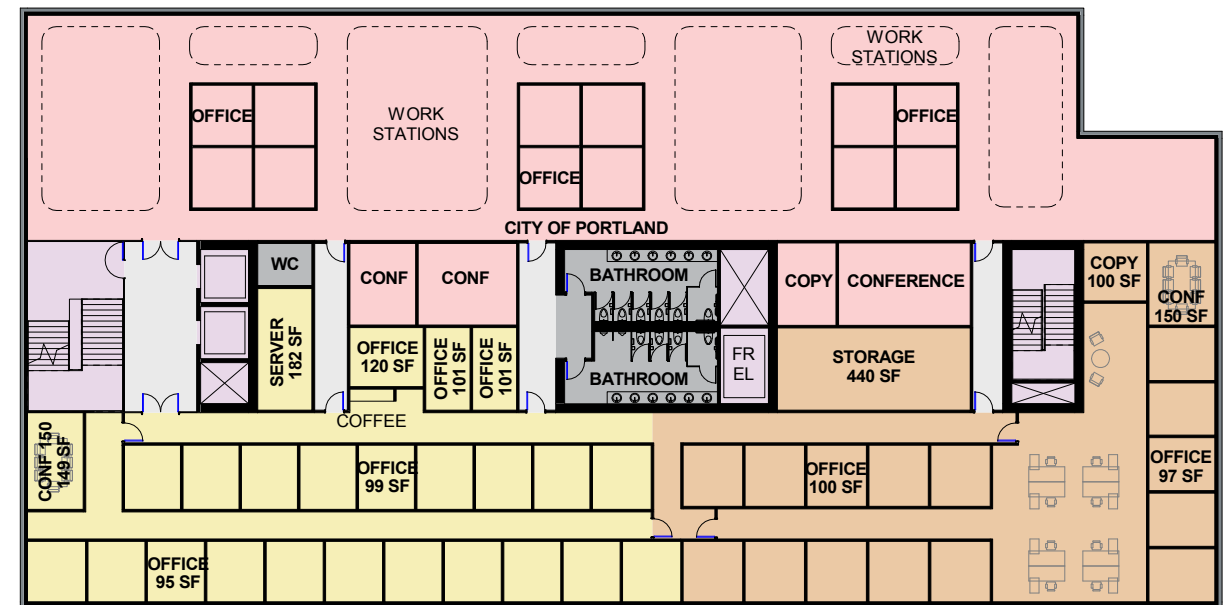 WORK
STATIONS
OFFICE
WORK
STATIONS
OFFICE
OFFICE
CITY OF PORTLAND
WC
CONF
CONF
BATHROOM
COPY
CONFERENCE
COPY
100 SF
CONF
150 SF
SERVER
182 SF
OFFICE
120 SF
OFFICE
101 SF
OFFICE
101 SF
FR
EL
STORAGE
440 SF
BATHROOM
COFFEE
CONF 150
149 SF
OFFICE
99 SF
OFFICE
100 SF
OFFICE
97 SF
OFFICE
95 SF